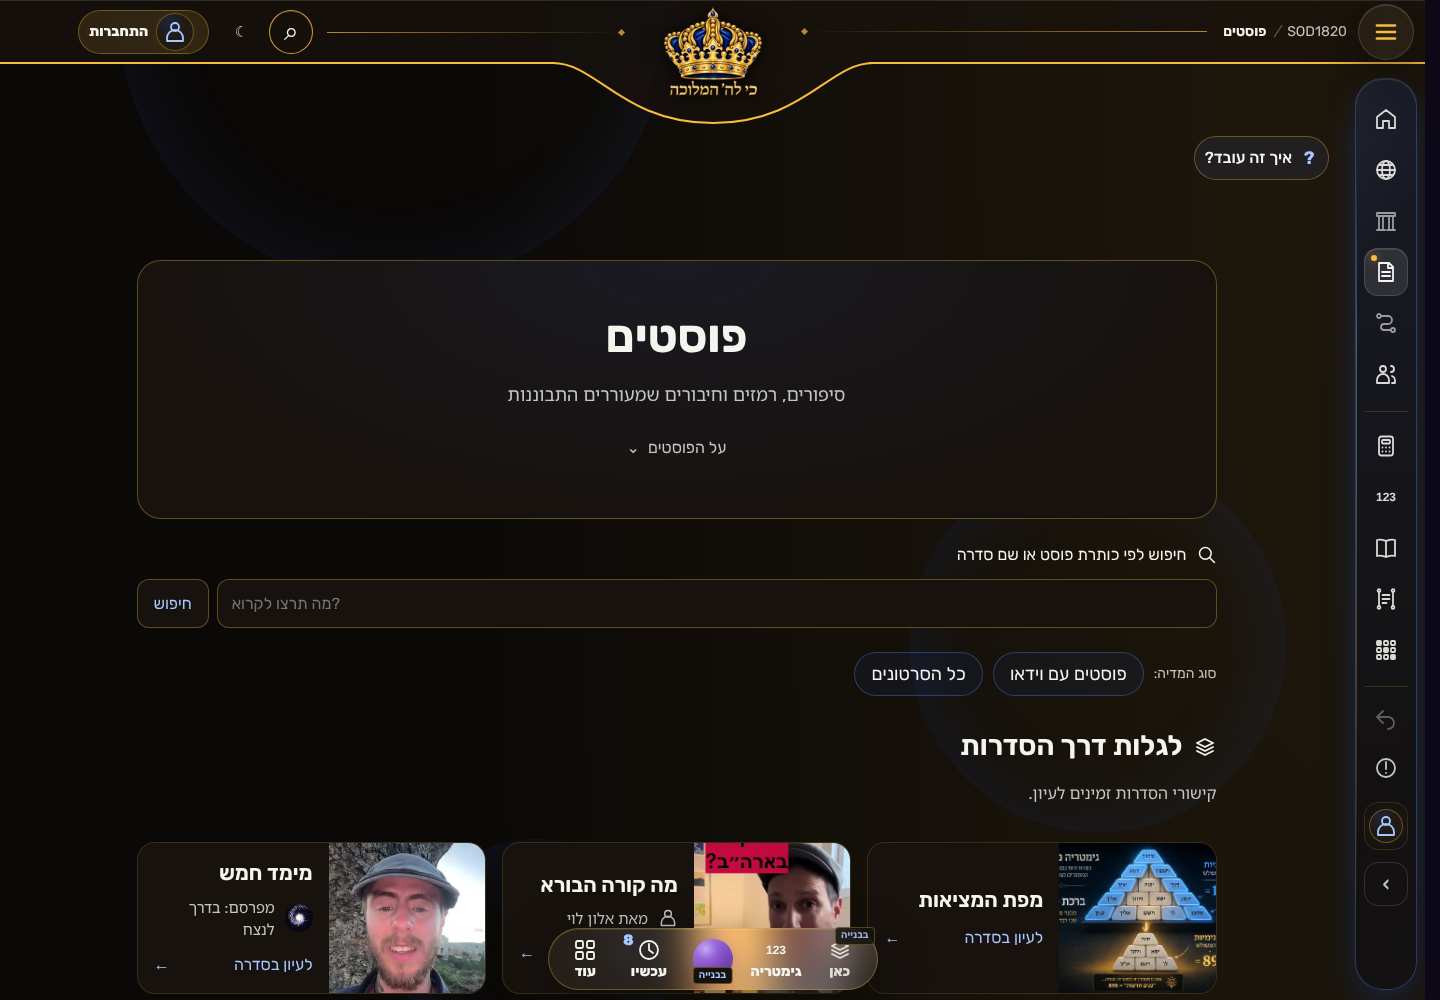 SOD1820 / פוסטים
כי לה' המלוכה
התחברות
? איך זה עובד?
פוסטים
סיפורים, רמזים וחיבורים שמעוררים התבוננות
על הפוסטים
חיפוש לפי כותרת פוסט או שם סדרה
?מה תרצו לקרוא
חיפוש
סוג המדיה:
פוסטים עם וידאו
כל הסרטונים
לגלות דרך הסדרות
קישורי הסדרות זמינים לעיון.
מפת המציאות
לעיון בסדרה ←
בארה״ב?
מה קורה הבורא
מאת אלון לוי
←
מימד חמש
מפרסם: בדרך
לנצח
לעיון בסדרה ←
123
בבנייה
כאן
123
גימטריה
בבנייה
8
עכשיו
עוד